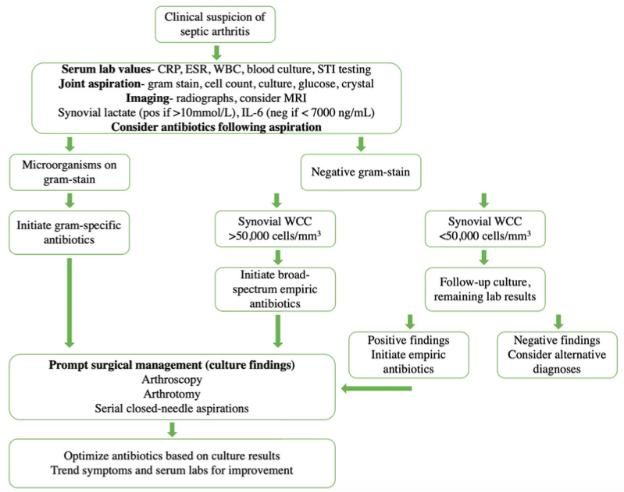 Clinical suspicion of
septic arthritis
Serum lab values- CRP, ESR, WBC, blood culture, STI testing
Joint aspiration- gram stain, cell count, culture, glucose, crystal
Imaging- radiographs, consider MRI
Synovial lactate (pos if >10mmol/L), IL-6 (neg if < 7000 ng/mL)
Consider antibiotics following aspiration
Microorganisms on
gram-stain
Negative gram-stain
Initiate gram-specific
antibiotics
Synovial WCC
>50,000 cells/mm³
Synovial WCC
<50,000 cells/mm³
Initiate broad-
spectrum empiric
antibiotics
Follow-up culture,
remaining lab results
Positive findings
Initiate empiric
antibiotics
Negative findings
Consider alternative
diagnoses
Prompt surgical management (culture findings)
Arthroscopy
Arthrotomy
Serial closed-needle aspirations
Optimize antibiotics based on culture results
Trend symptoms and serum labs for improvement